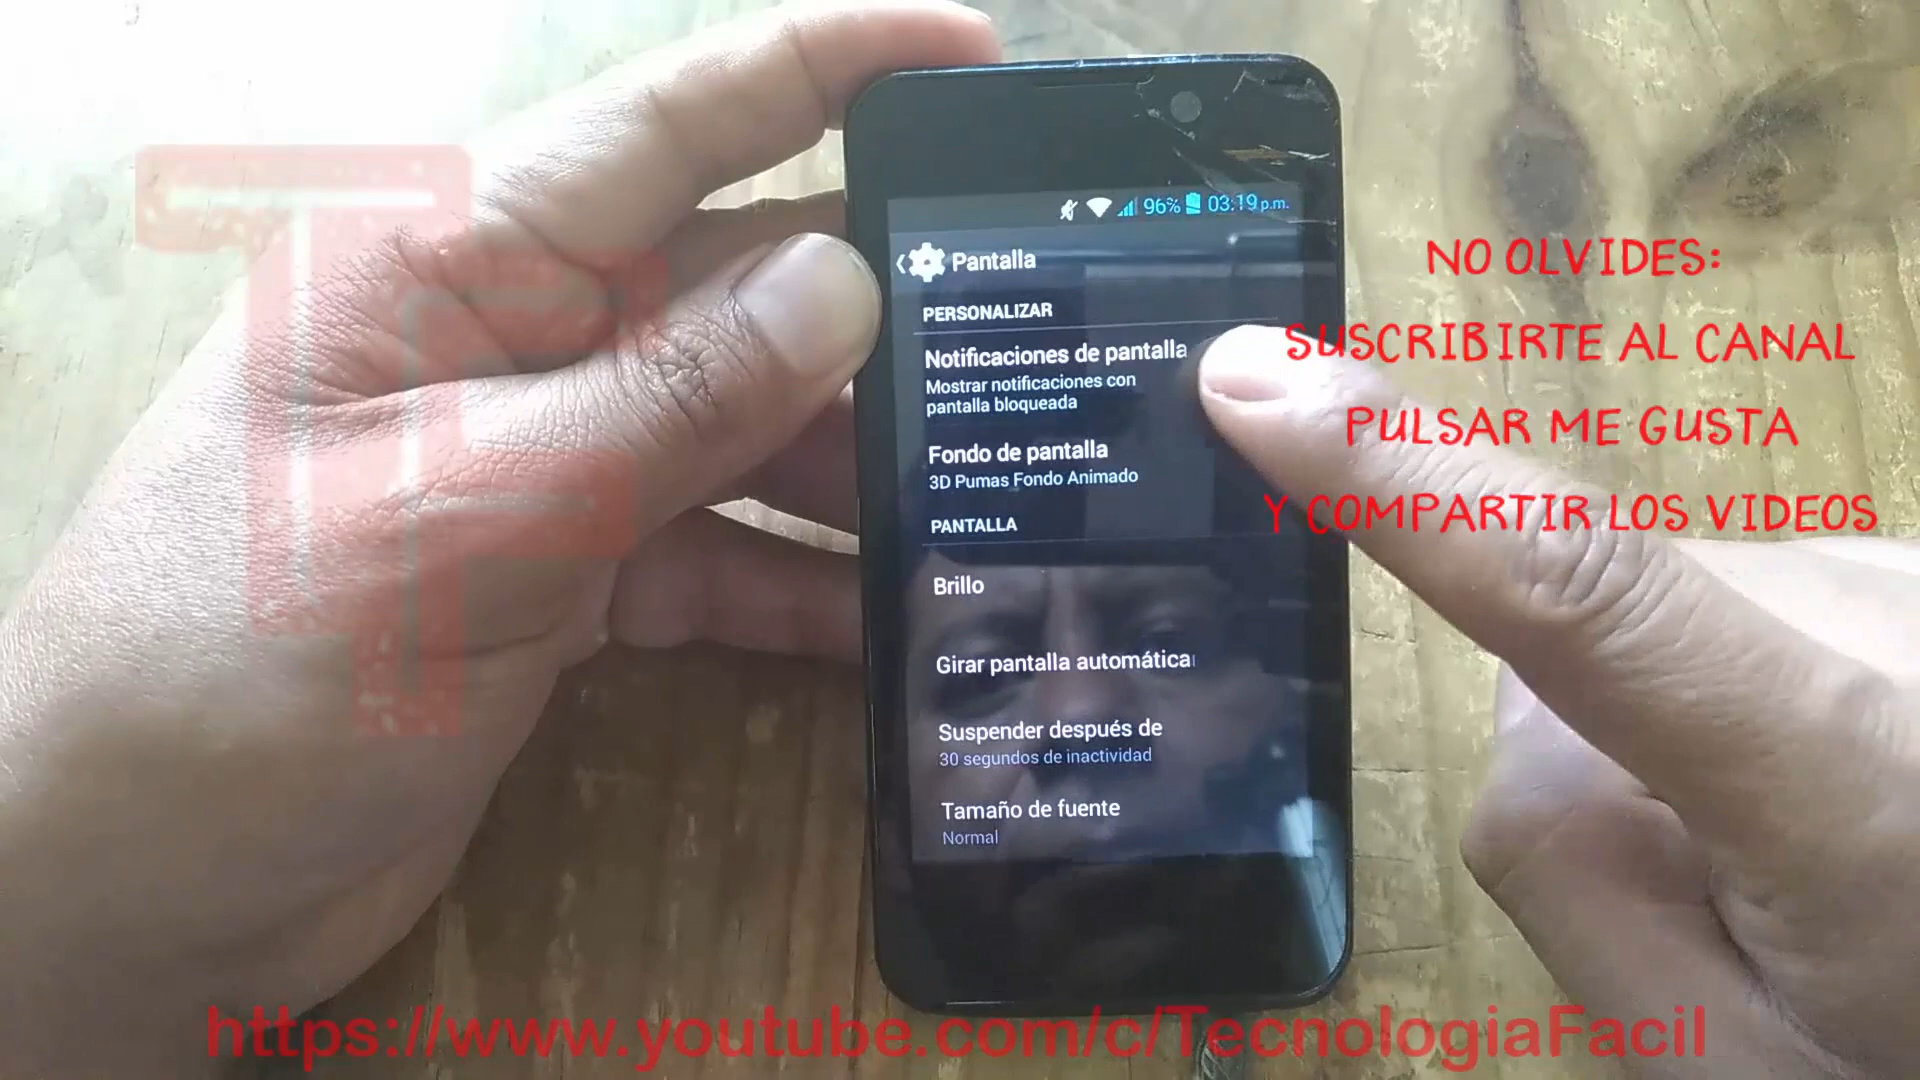 TF
96% 03:19 p.m.
Pantalla
PERSONALIZAR
Notificaciones de pantalla
Mostrar notificaciones con
pantalla bloqueada
Fondo de pantalla
3D Pumas Fondo Animado
PANTALLA
Brillo
Girar pantalla automática
Suspender después de
30 segundos de inactividad
Tamaño de fuente
Normal
NO OLVIDES:
SUSCRIBIRTE AL CANAL
PULSAR ME GUSTA
Y COMPARTIR LOS VIDEOS
https://www.youtube.com/c/TecnologiaFacil